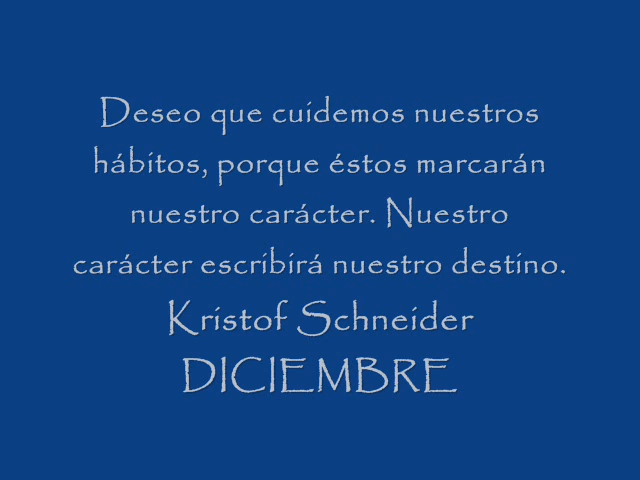 Deseo que cuidemos nuestros
hábitos, porque éstos marcarán
nuestro carácter. Nuestro
carácter escribirá nuestro destino.
Kristof Schneider
DICIEMBRE